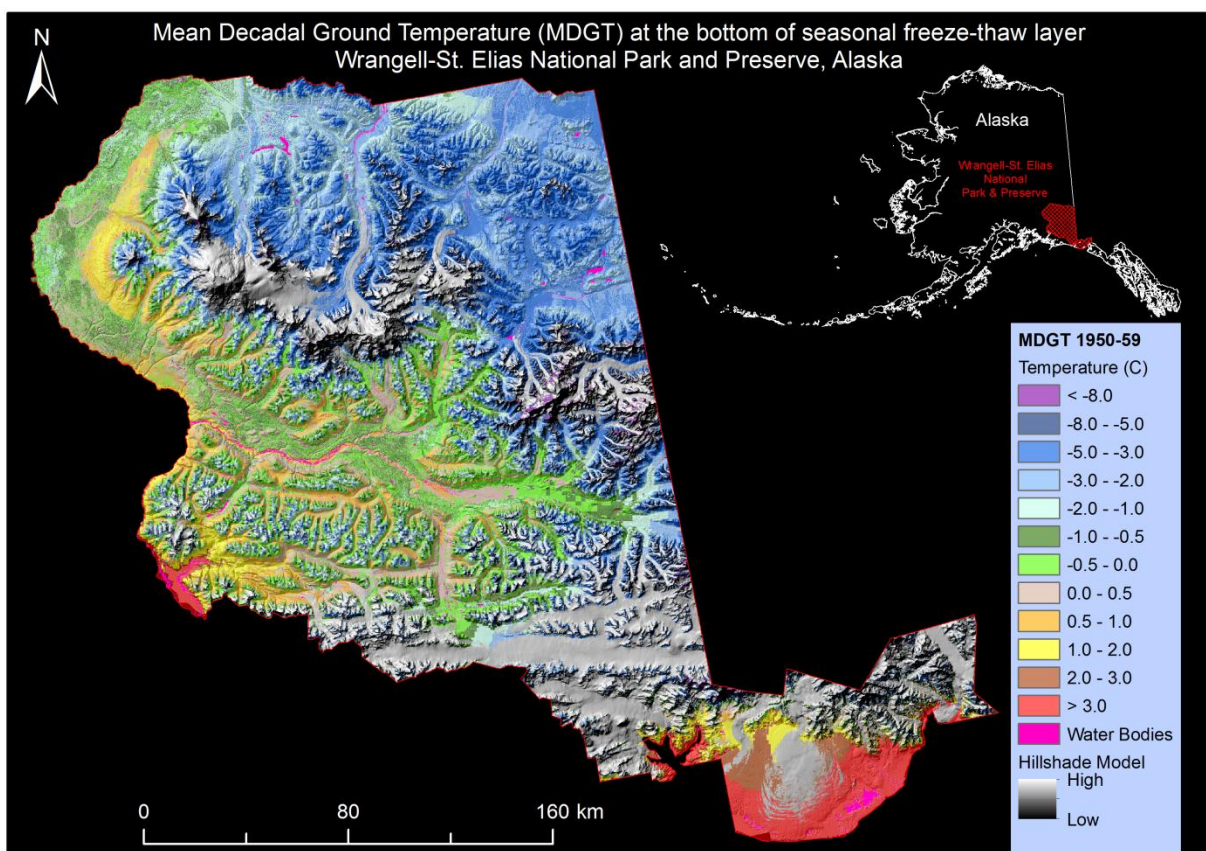 Mean Decadal Ground Temperature (MDGT) at the bottom of seasonal freeze-thaw layer
Wrangell-St. Elias National Park and Preserve, Alaska
N
Alaska
Wrangell-St. Elias
National
Park & Preserve
MDGT 1950-59
Temperature (C)
< -8.0
-8.0 - -5.0
-5.0 - -3.0
-3.0 - -2.0
-2.0 - -1.0
-1.0 - -0.5
-0.5 - 0.0
0.0 - 0.5
0.5 - 1.0
1.0 - 2.0
2.0 - 3.0
> 3.0
Water Bodies
Hillshade Model
High
Low
0 80 160 km